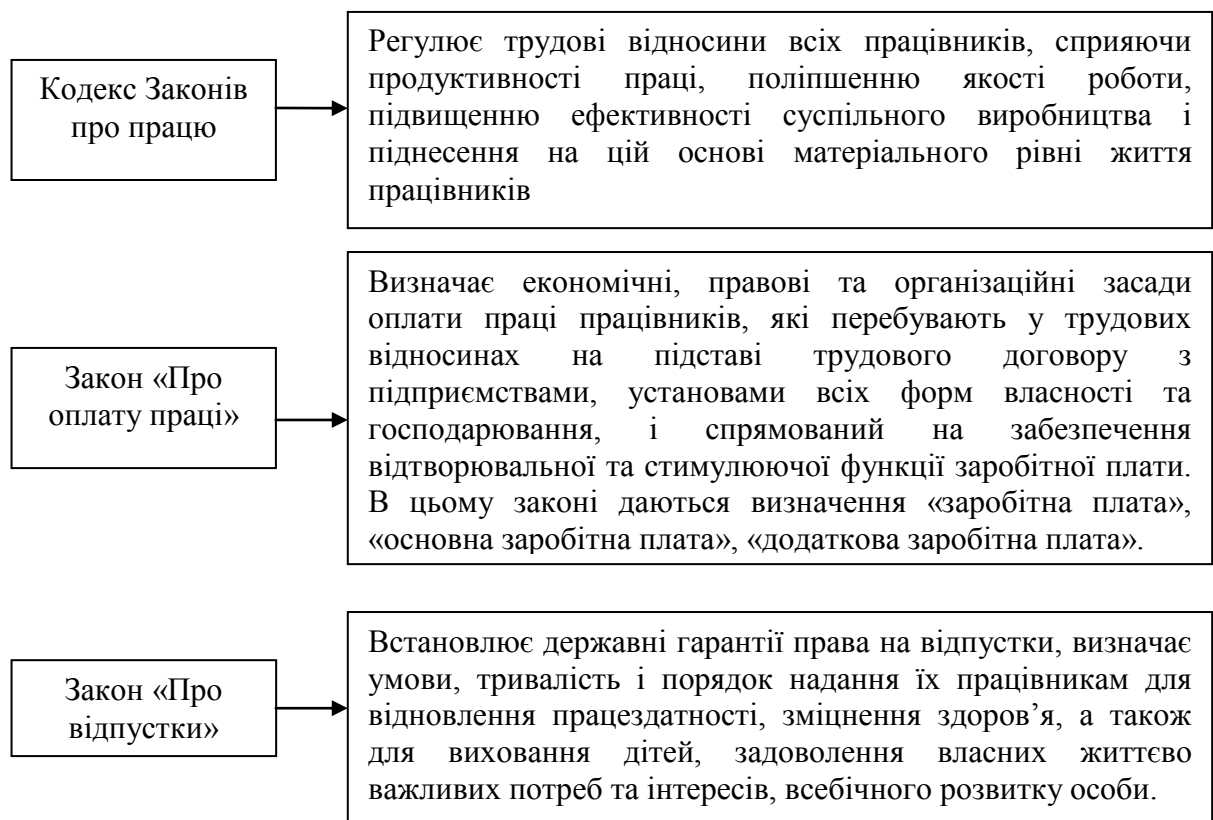 Кодекс Законів
про працю
Регулює трудові відносини всіх працівників, сприяючи
продуктивності праці, поліпшенню якості роботи,
підвищенню ефективності суспільного виробництва і
піднесення на цій основі матеріального рівні життя
працівників
Закон «Про
оплату праці»
Визначає економічні, правові та організаційні засади
оплати праці працівників, які перебувають у трудових
відносинах на підставі трудового договору з
підприємствами, установами всіх форм власності та
господарювання, і спрямований на забезпечення
відтворювальної та стимулюючої функції заробітної плати.
В цьому законі даються визначення «заробітна плата»,
«основна заробітна плата», «додаткова заробітна плата».
Закон «Про
відпустки»
Встановлює державні гарантії права на відпустки, визначає
умови, тривалість і порядок надання їх працівникам для
відновлення працездатності, зміцнення здоров’я, а також
для виховання дітей, задоволення власних життєво
важливих потреб та інтересів, всебічного розвитку особи.